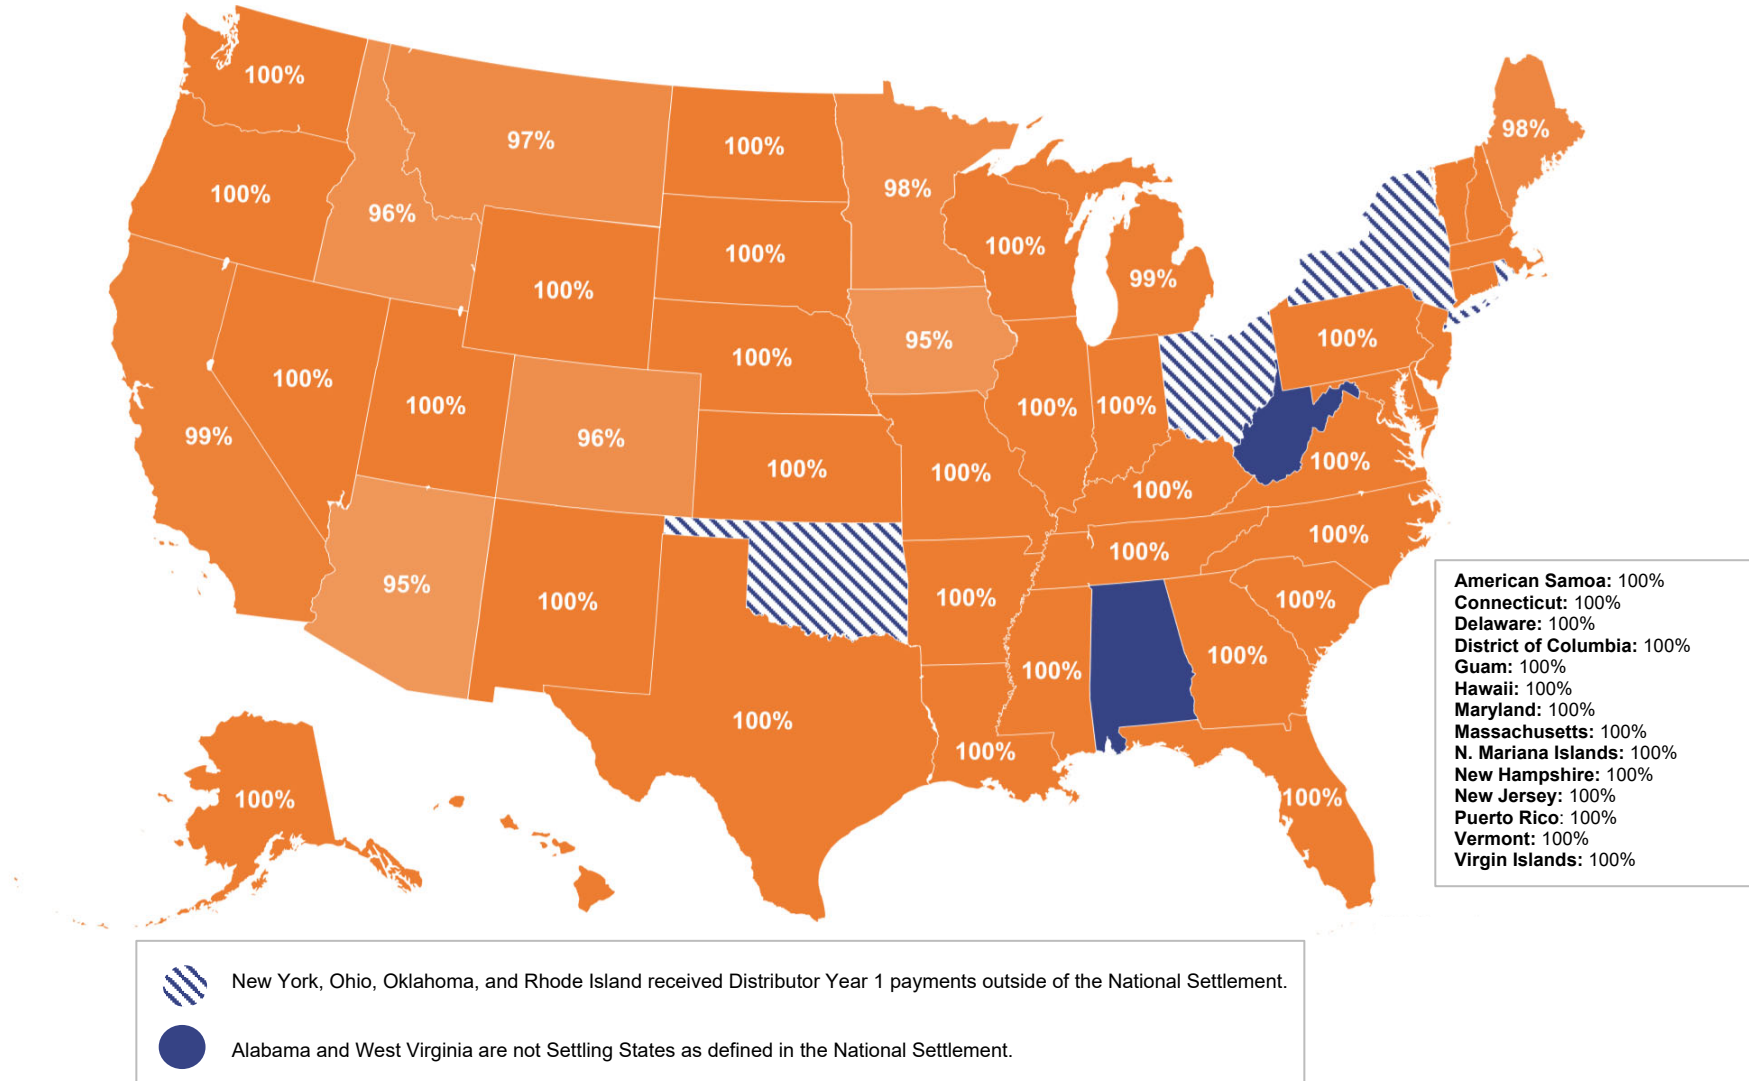 100%
98%
97%
100%
100%
98%
100%
96%
100%
100%
99%
100%
100%
95%
100%
100%
100%
100%
100%
99%
96%
100%
100%
100%
100%
100%
100%
100%
100%
95%
100%
100%
100%
100%
100%
100%
100%
100%
100%
American Samoa: 100%
Connecticut: 100%
Delaware: 100%
District of Columbia: 100%
Guam: 100%
Hawaii: 100%
Maryland: 100%
Massachusetts: 100%
N. Mariana Islands: 100%
New Hampshire: 100%
New Jersey: 100%
Puerto Rico: 100%
Vermont: 100%
Virgin Islands: 100%
New York, Ohio, Oklahoma, and Rhode Island received Distributor Year 1 payments outside of the National Settlement.
Alabama and West Virginia are not Settling States as defined in the National Settlement.